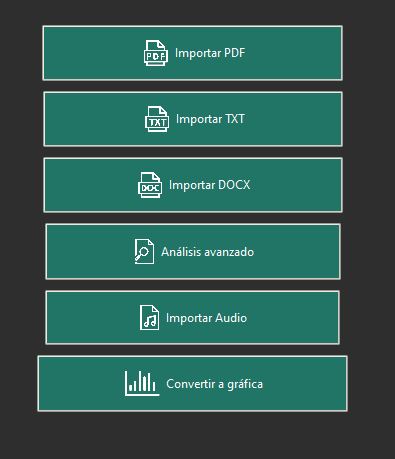 PDF Importar PDF
TXT Importar TXT
DOC Importar DOCX
Análisis avanzado
Importar Audio
Convertir a gráfica